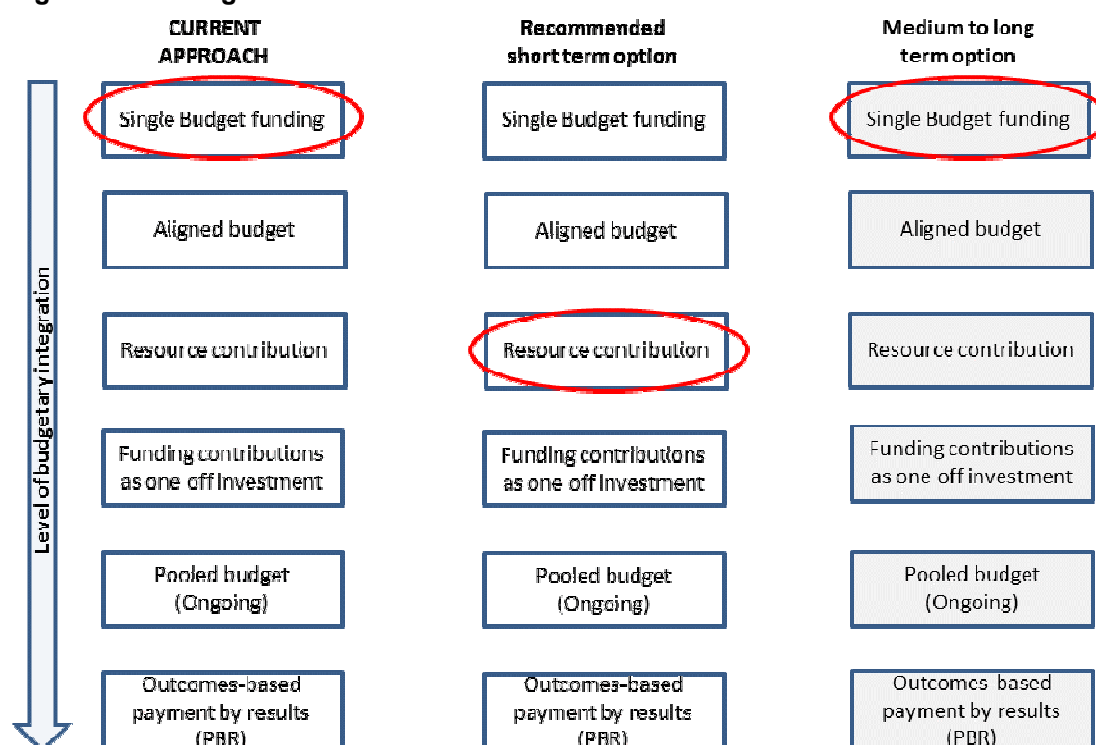 CURRENT
APPROACH
Recommended
short term option
Medium to long
term option
Level of budgetary integration
Single Budget funding
Single Budget funding
Single Budget funding
Aligned budget
Aligned budget
Aligned budget
Resource contribution
Resource contribution
Resource contribution
Funding contributions
as one off investment
Funding contributions
as one off investment
Funding contributions
as one off investment
Pooled budget
(Ongoing)
Pooled budget
(Ongoing)
Pooled budget
(Ongoing)
Outcomes-based
payment by results
(PBR)
Outcomes-based
payment by results
(PBR)
Outcomes-based
payment by results
(PBR)